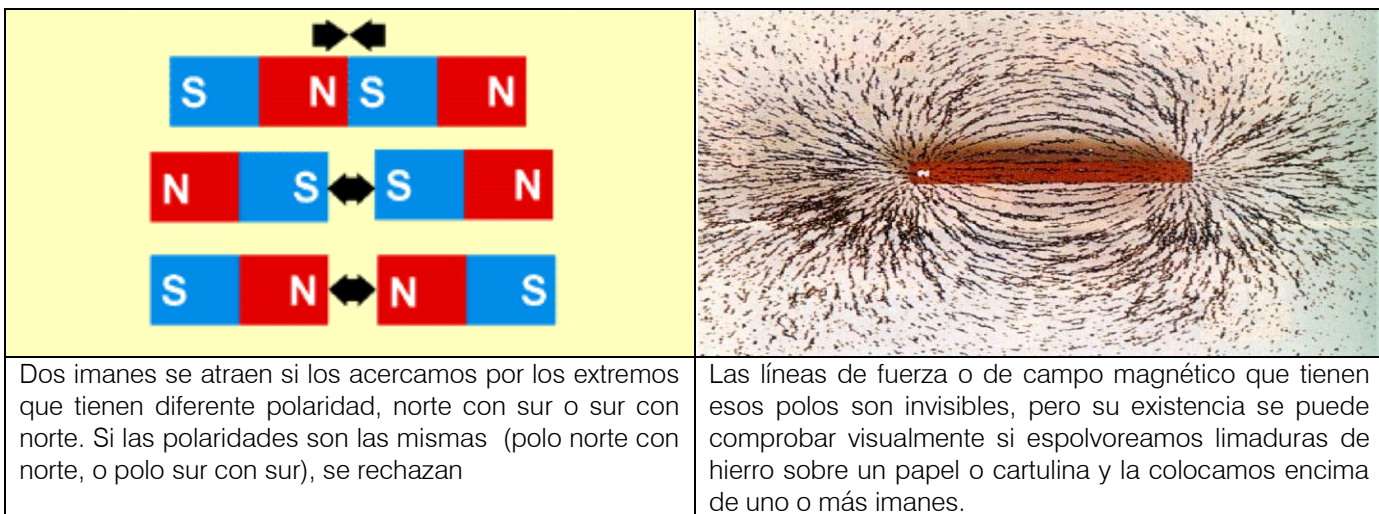 S N S N
N S S N
S N N S
N
Dos imanes se atraen si los acercamos por los extremos
que tienen diferente polaridad, norte con sur o sur con
norte. Si las polaridades son las mismas (polo norte con
norte, o polo sur con sur), se rechazan
Las líneas de fuerza o de campo magnético que tienen
esos polos son invisibles, pero su existencia se puede
comprobar visualmente si espolvoreamos limaduras de
hierro sobre un papel o cartulina y la colocamos encima
de uno o más imanes.